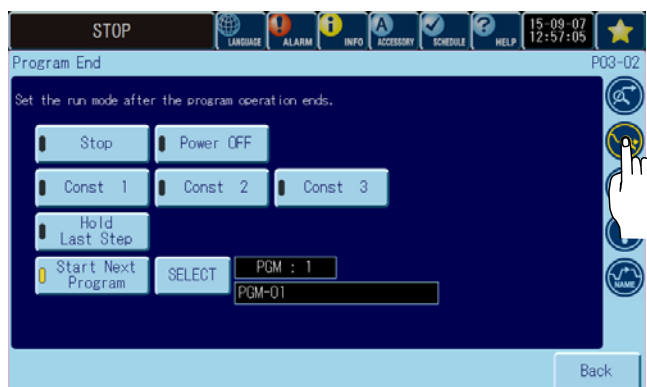 STOP
LANGUAGE
ALARM
INFO
ACCESSORY
SCHEDULE
HELP
15-09-07
12:57:05
Program End
P03-02
Set the run mode after the program operation ends.
Stop
Power OFF
Const 1
Const 2
Const 3
Hold
Last Step
Start Next
Program
SELECT
PGM : 1
PGM-01
NAME
Back